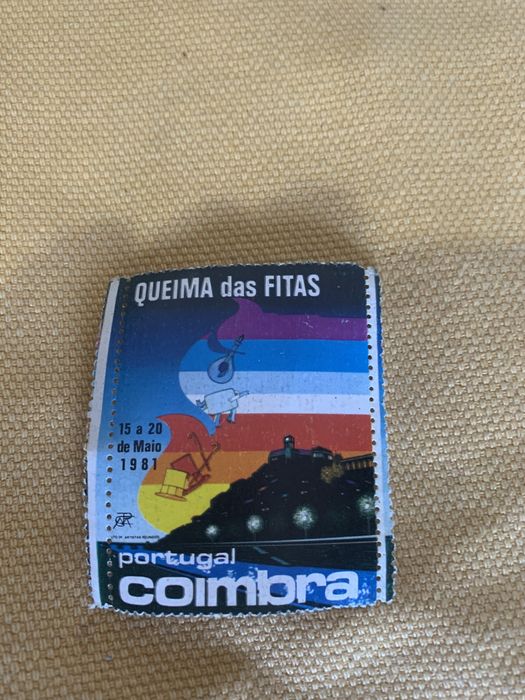 QUEIMA das FITAS
15 a 20
de Maio
1981
portugal
coimbra